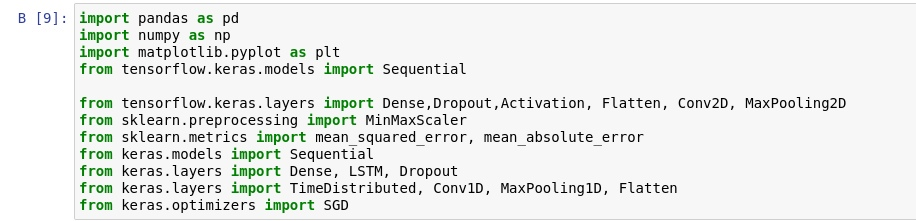 B [9]: import pandas as pd
import numpy as np
import matplotlib.pyplot as plt
from tensorflow.keras.models import Sequential
from tensorflow.keras.layers import Dense,Dropout,Activation, Flatten, Conv2D, MaxPooling2D
from sklearn.preprocessing import MinMaxScaler
from sklearn.metrics import mean_squared_error, mean_absolute_error
from keras.models import Sequential
from keras.layers import Dense, LSTM, Dropout
from keras.layers import TimeDistributed, Conv1D, MaxPooling1D, Flatten
from keras.optimizers import SGD